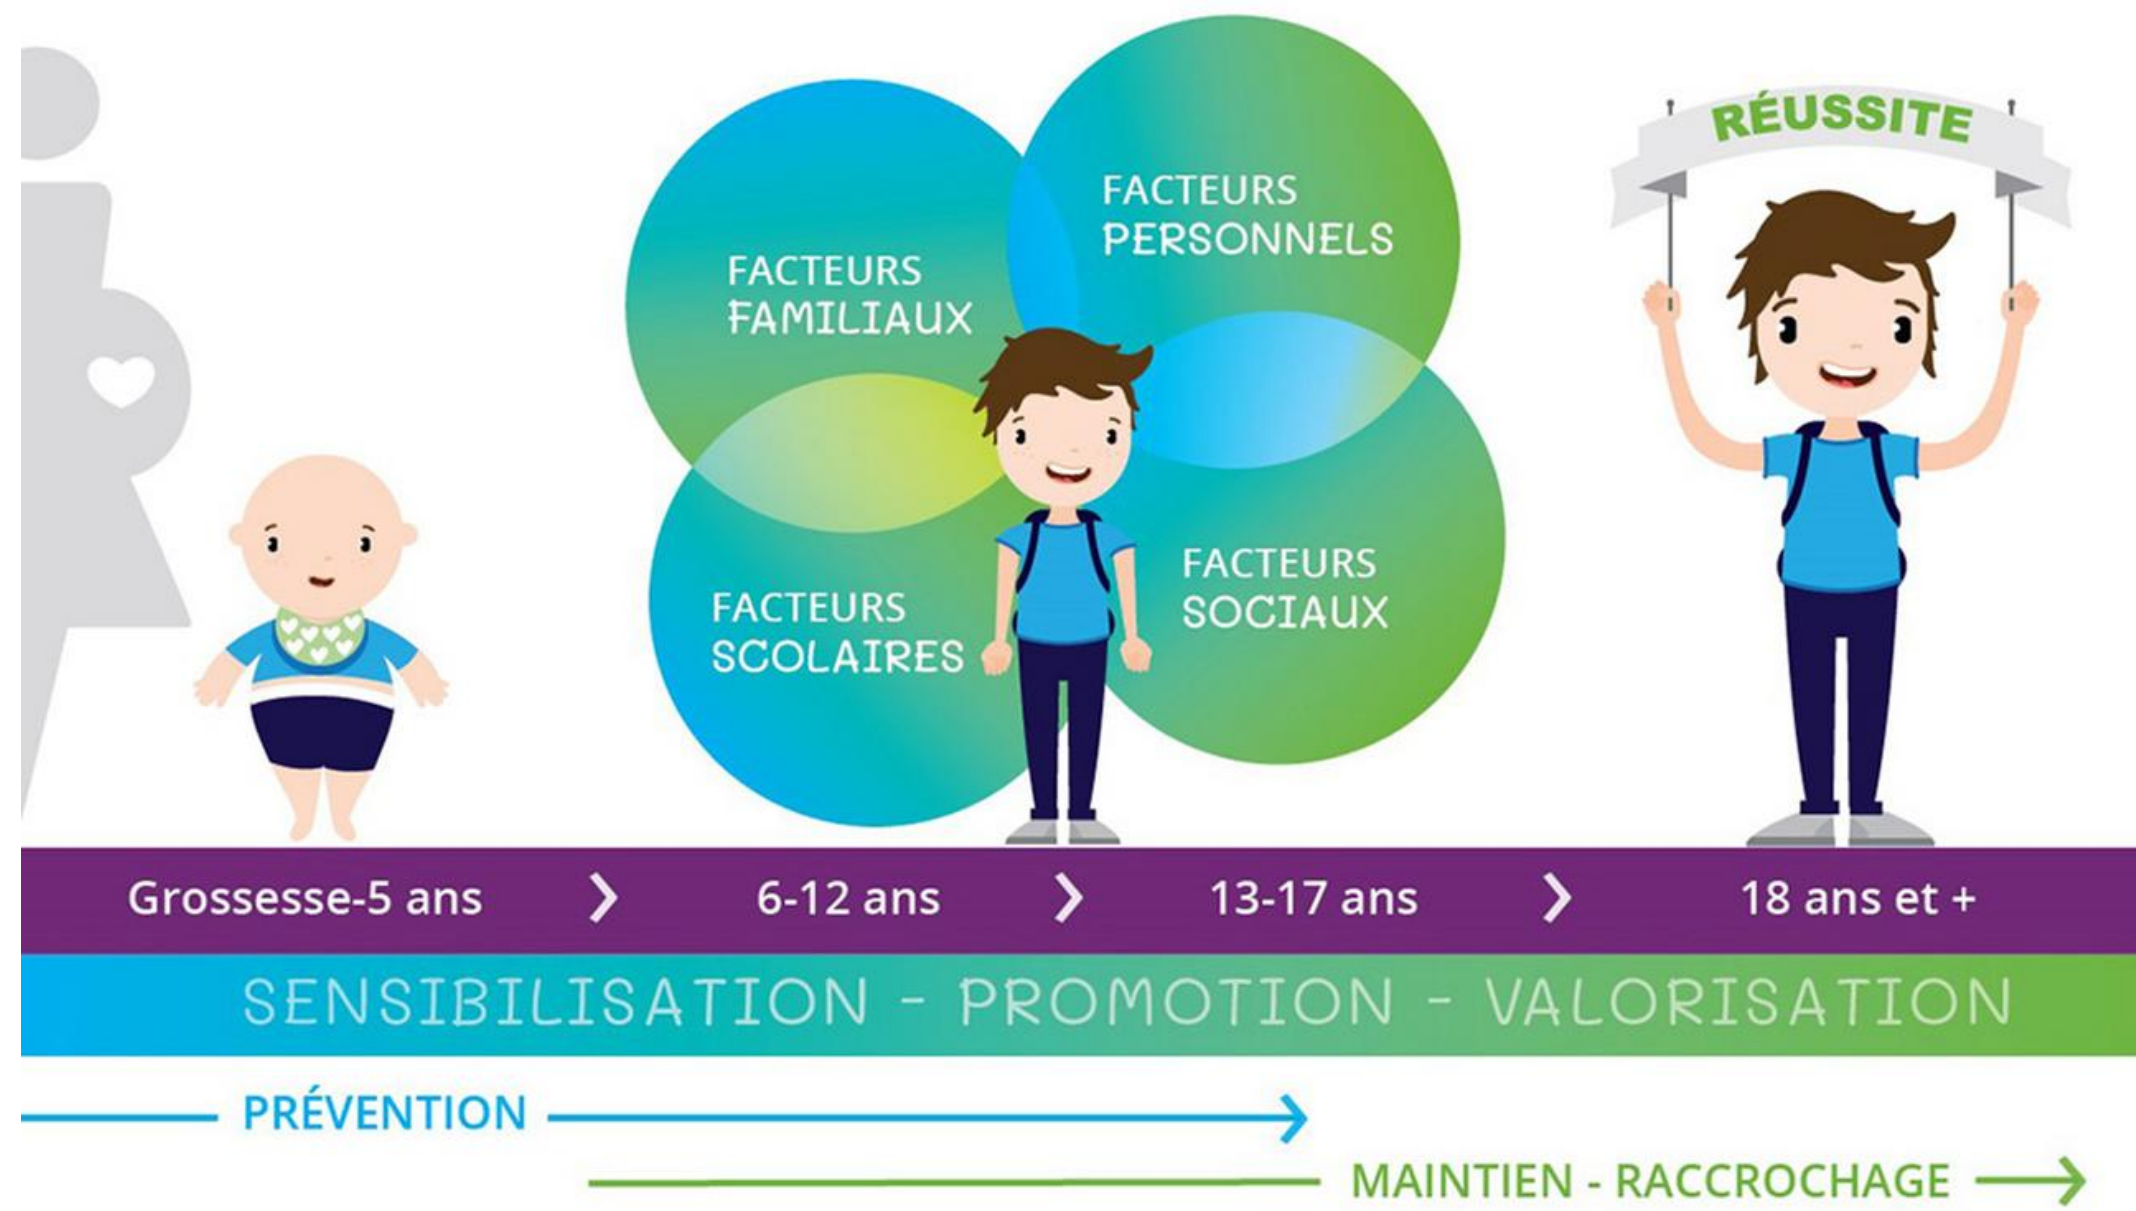 RÉUSSITE
FACTEURS
PERSONNELS
FACTEURS
FAMILIAUX
FACTEURS
SOCIAUX
FACTEURS
SCOLAIRES
Grossesse-5 ans > 6-12 ans > 13-17 ans > 18 ans et +
SENSIBILISATION - PROMOTION - VALORISATION
PRÉVENTION
MAINTIEN - RACCROCHAGE